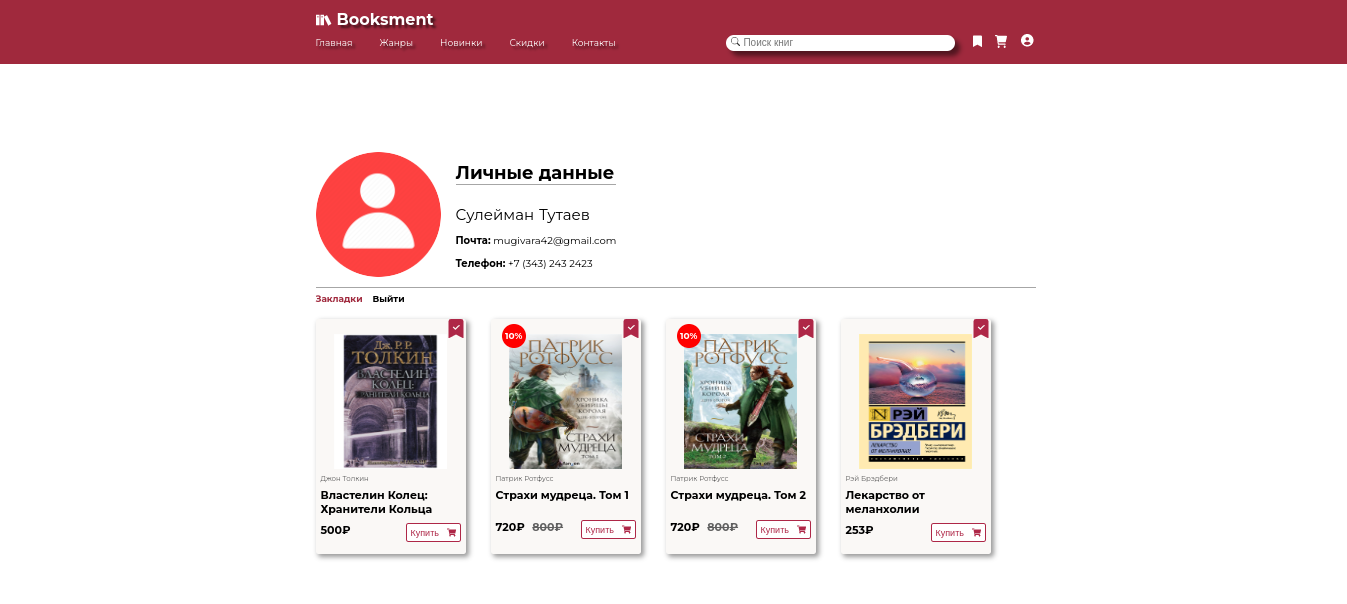 Booksment
Главная Жанры Новинки Скидки Контакты
Поиск книг
Личные данные
Сулейман Тутаев
Почта: mugivara42@gmail.com
Телефон: +7 (343) 243 2423
Закладки Выйти
Дж. Р. Р.
ТОЛКИН
ВЛАСТЕЛИН
КОЛЕЦ:
ХРАНИТЕЛИ КОЛЬЦА
Джон Толкин
Властелин Колец:
Хранители Кольца
500₽
Купить
10%
ПАТРИК
РОТФУСС
ХРОНИКА
УБИЙЦЫ
КОРОЛЯ
СТРАХИ
МУДРЕЦА
ТОМ 1
Патрик Ротфусс
Страхи мудреца. Том 1
720₽ 800₽
Купить
10%
ПАТРИК
РОТФУСС
ХРОНИКА
УБИЙЦЫ
КОРОЛЯ
СТРАХИ
МУДРЕЦА
ТОМ 2
Патрик Ротфусс
Страхи мудреца. Том 2
720₽ 800₽
Купить
РЭЙ
БРЭДБЕРИ
ЛЕКАРСТВО
ОТ МЕЛАНХОЛИИ
Рэй Брэдбери
Лекарство от
меланхолии
253₽
Купить